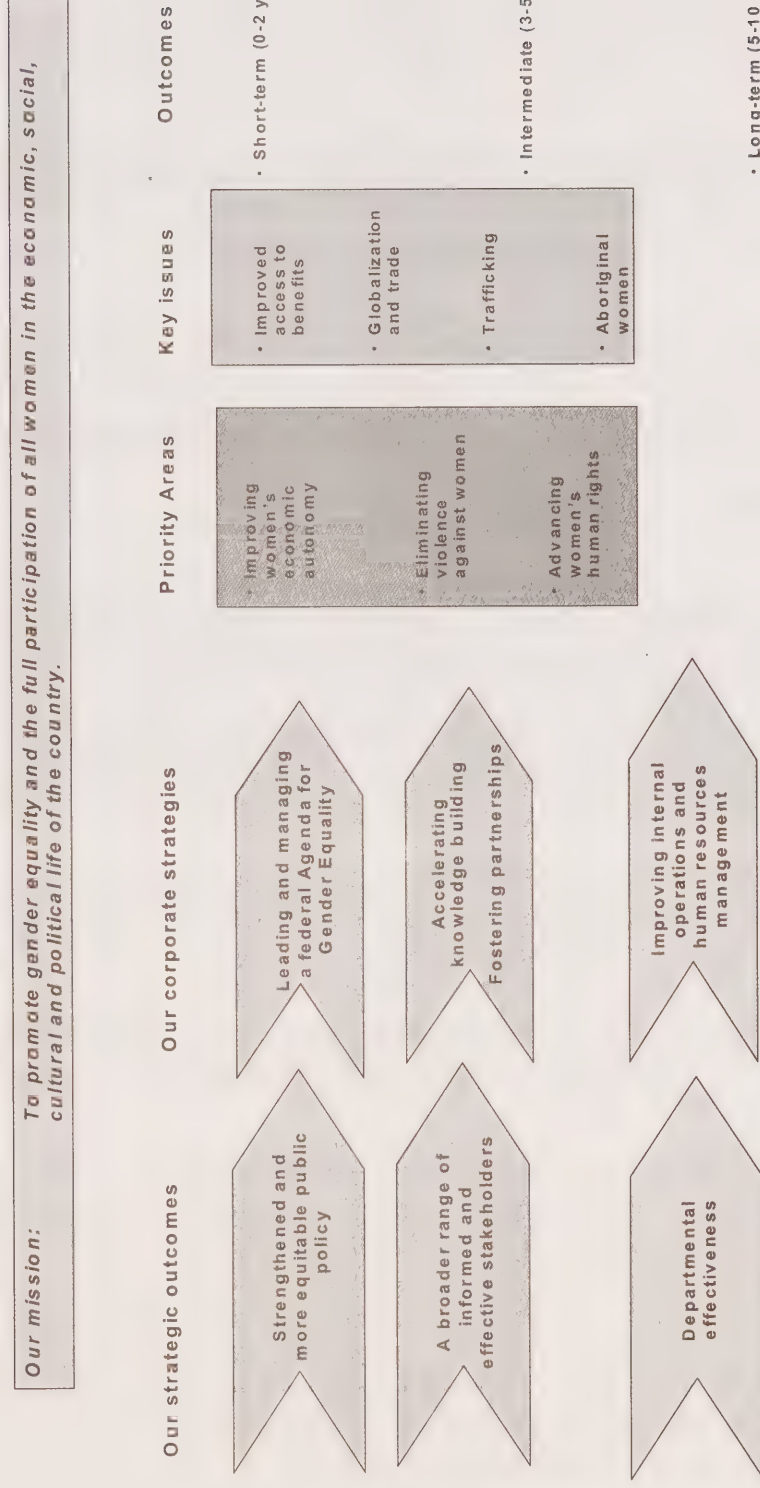 Our mission: To promote gender equality and the full participation of all women in the economic, social,
cultural and political life of the country.
Our strategic outcomes
Our corporate strategies
Priority Areas
Key issues
Outcomes
Strengthened and
more equitable public
policy
Leading and managing
a federal Agenda for
Gender Equality
• Improving
women's
economic
autonomy
• Improved
access to
benefits
• Short-term (0-2 y
• Globalization
and trade
A broader range of
informed and
effective stakeholders
Accelerating
knowledge building
Fostering partnerships
• Eliminating
violence
against women
• Trafficking
• Intermediate (3-5
• Advancing
women's
human rights
• Aboriginal
women
Departmental
effectiveness
Improving internal
operations and
human resources
management
• Long-term (5-10